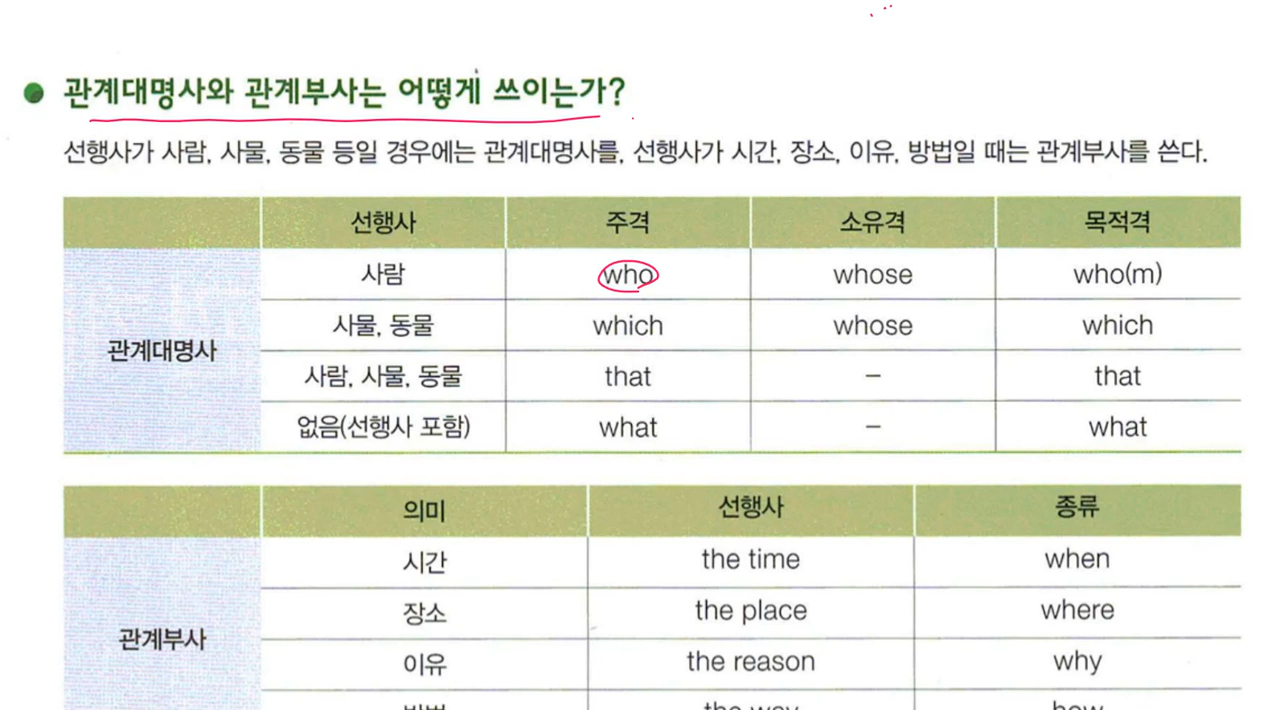 관계대명사와 관계부사는 어떻게 쓰이는가?
선행사가 사람, 사물, 동물 등일 경우에는 관계대명사를, 선행사가 시간, 장소, 이유, 방법일 때는 관계부사를 쓴다.
선행사 주격 소유격 목적격
관계대명사
사람 who whose who(m)
사물, 동물 which whose which
사람, 사물, 동물 that – that
없음(선행사 포함) what – what
의미 선행사 종류
관계부사
시간 the time when
장소 the place where
이유 the reason why
방법 the way how